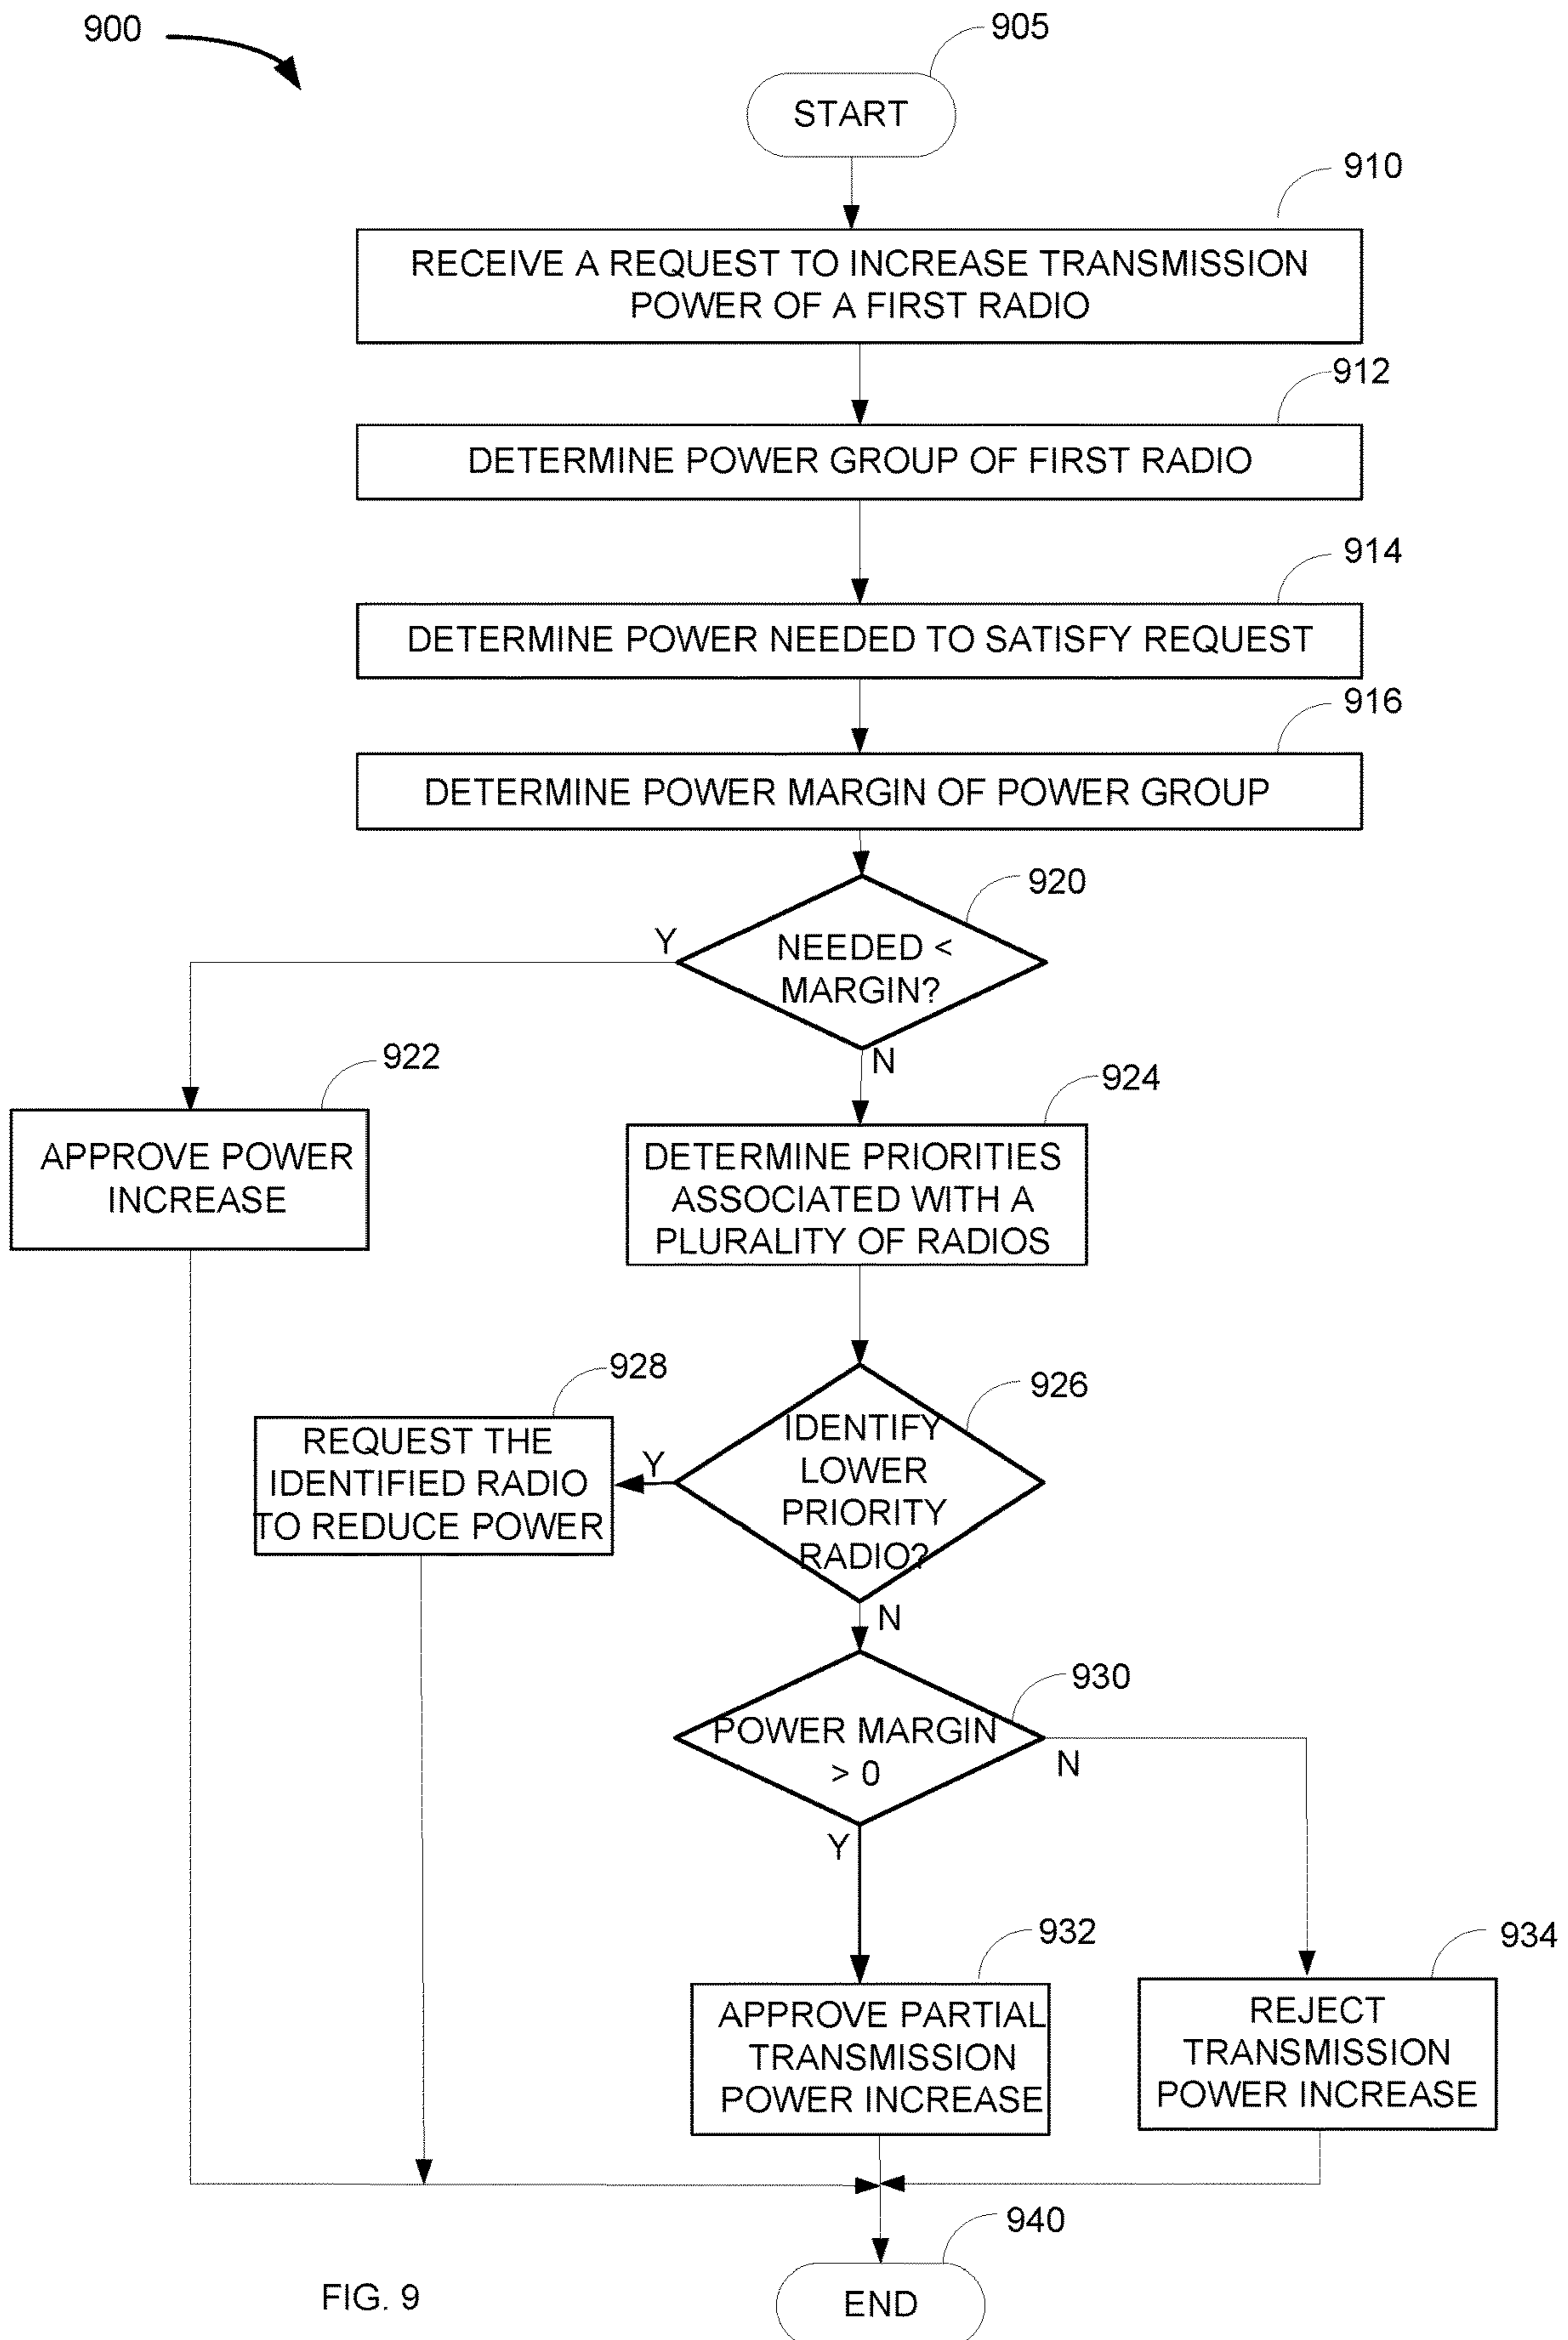 900
905
START
910
RECEIVE A REQUEST TO INCREASE TRANSMISSION
POWER OF A FIRST RADIO
912
DETERMINE POWER GROUP OF FIRST RADIO
914
DETERMINE POWER NEEDED TO SATISFY REQUEST
916
DETERMINE POWER MARGIN OF POWER GROUP
920
NEEDED <
MARGIN?
Y
N
922
APPROVE POWER
INCREASE
924
DETERMINE PRIORITIES
ASSOCIATED WITH A
PLURALITY OF RADIOS
926
IDENTIFY
LOWER
PRIORITY
RADIO?
Y
N
928
REQUEST THE
IDENTIFIED RADIO
TO REDUCE POWER
930
POWER MARGIN
> 0
N
Y
932
APPROVE PARTIAL
TRANSMISSION
POWER INCREASE
934
REJECT
TRANSMISSION
POWER INCREASE
940
END
FIG. 9